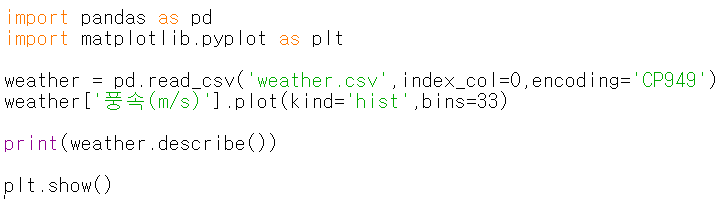 import pandas as pd
import matplotlib.pyplot as plt
weather = pd.read_csv('weather.csv',index_col=0,encoding='CP949')
weather['풍속(m/s)'].plot(kind='hist',bins=33)
print(weather.describe())
plt.show()